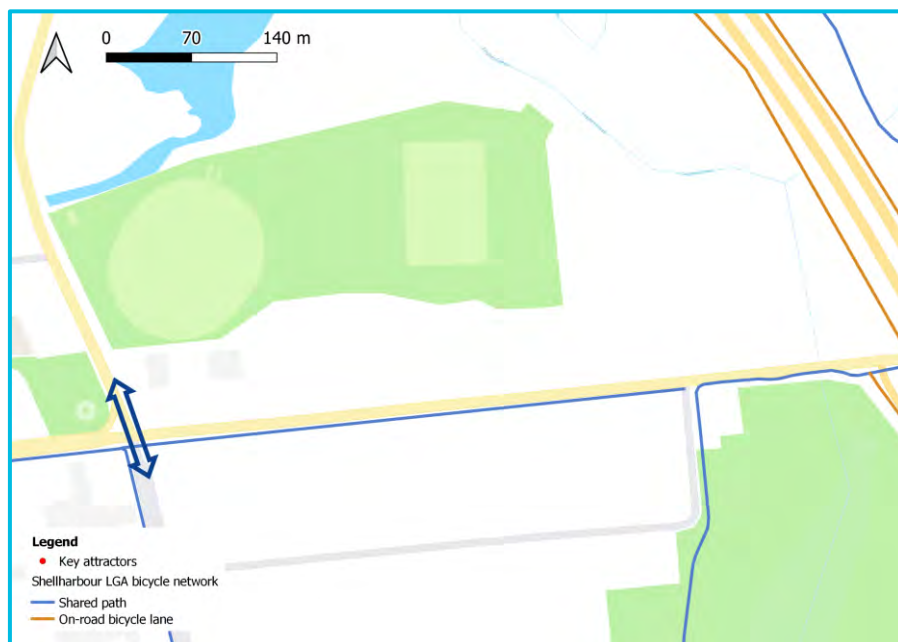 0 70 140 m
Legend
Key attractors
Shellharbour LGA bicycle network
Shared path
On-road bicycle lane